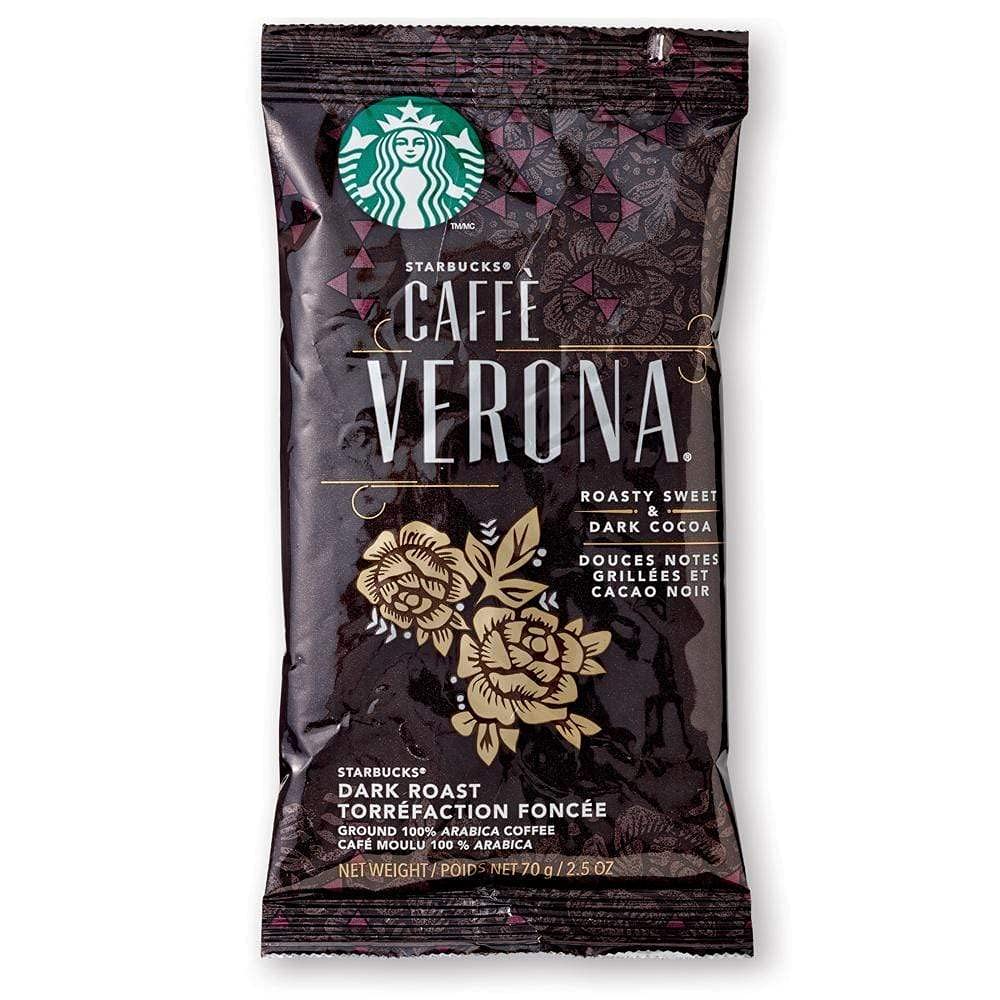 TM/MC
STARBUCKS®
CAFFÈ
VERONA®
ROASTY SWEET
&
DARK COCOA
DOUCES NOTES
GRILLÉES ET
CACAO NOIR
STARBUCKS®
DARK ROAST
TORRÉFACTION FONCÉE
GROUND 100% ARABICA COFFEE
CAFÉ MOULU 100 % ARABICA
NET WEIGHT / POIDS NET 70 g / 2.5 OZ